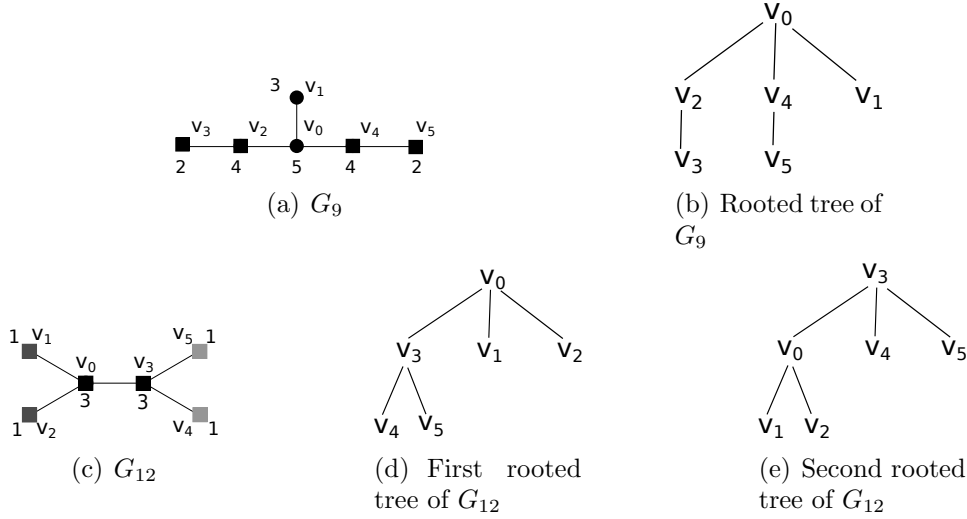 v0
3 v1
v2 v4 v1
v3 v2 v0 v4 v5
2 4 5 4 2
v3 v5
(a) G9
(b) Rooted tree of
G9
v0
v3
1 v1 v5 1
v0 v3
v3 v1 v2
v0 v4 v5
3 3
1 v2 v4 1
v4 v5
v1 v2
(c) G12
(d) First rooted
tree of G12
(e) Second rooted
tree of G12